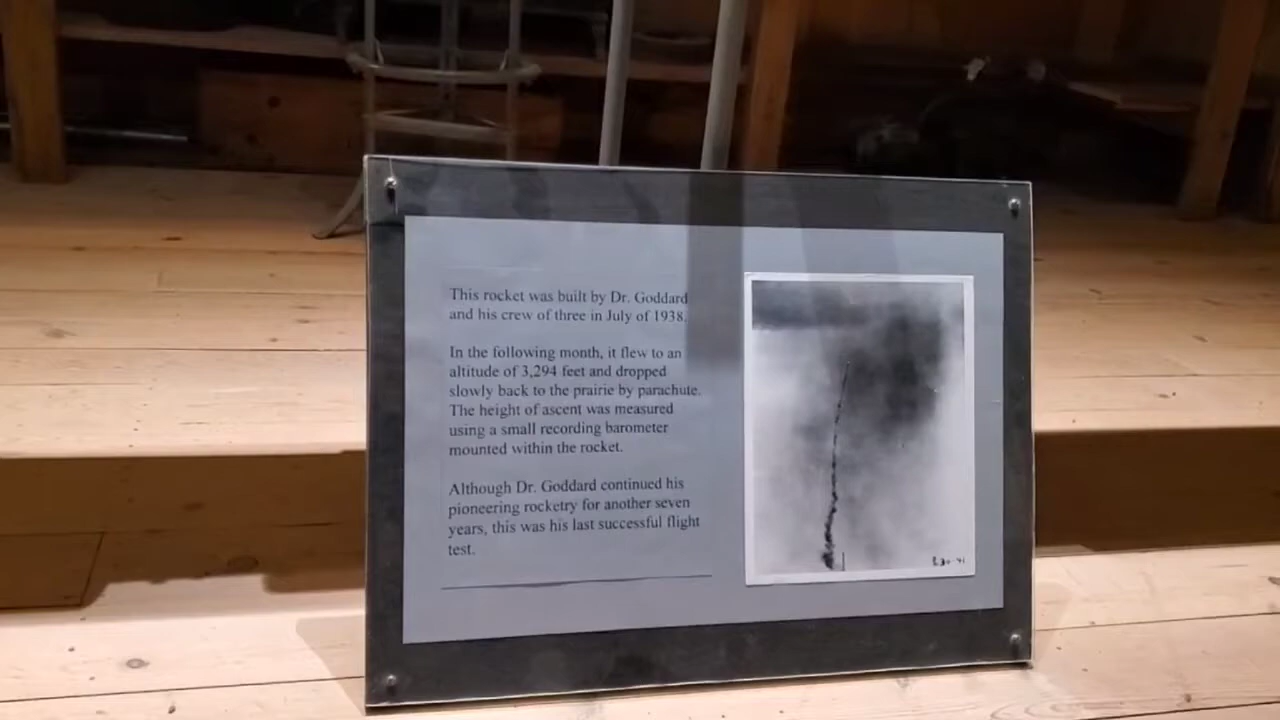 This rocket was built by Dr. Goddard
and his crew of three in July of 1938.
In the following month, it flew to an
altitude of 3,294 feet and dropped
slowly back to the prairie by parachute.
The height of ascent was measured
using a small recording barometer
mounted within the rocket.
Although Dr. Goddard continued his
pioneering rocketry for another seven
years, this was his last successful flight
test.